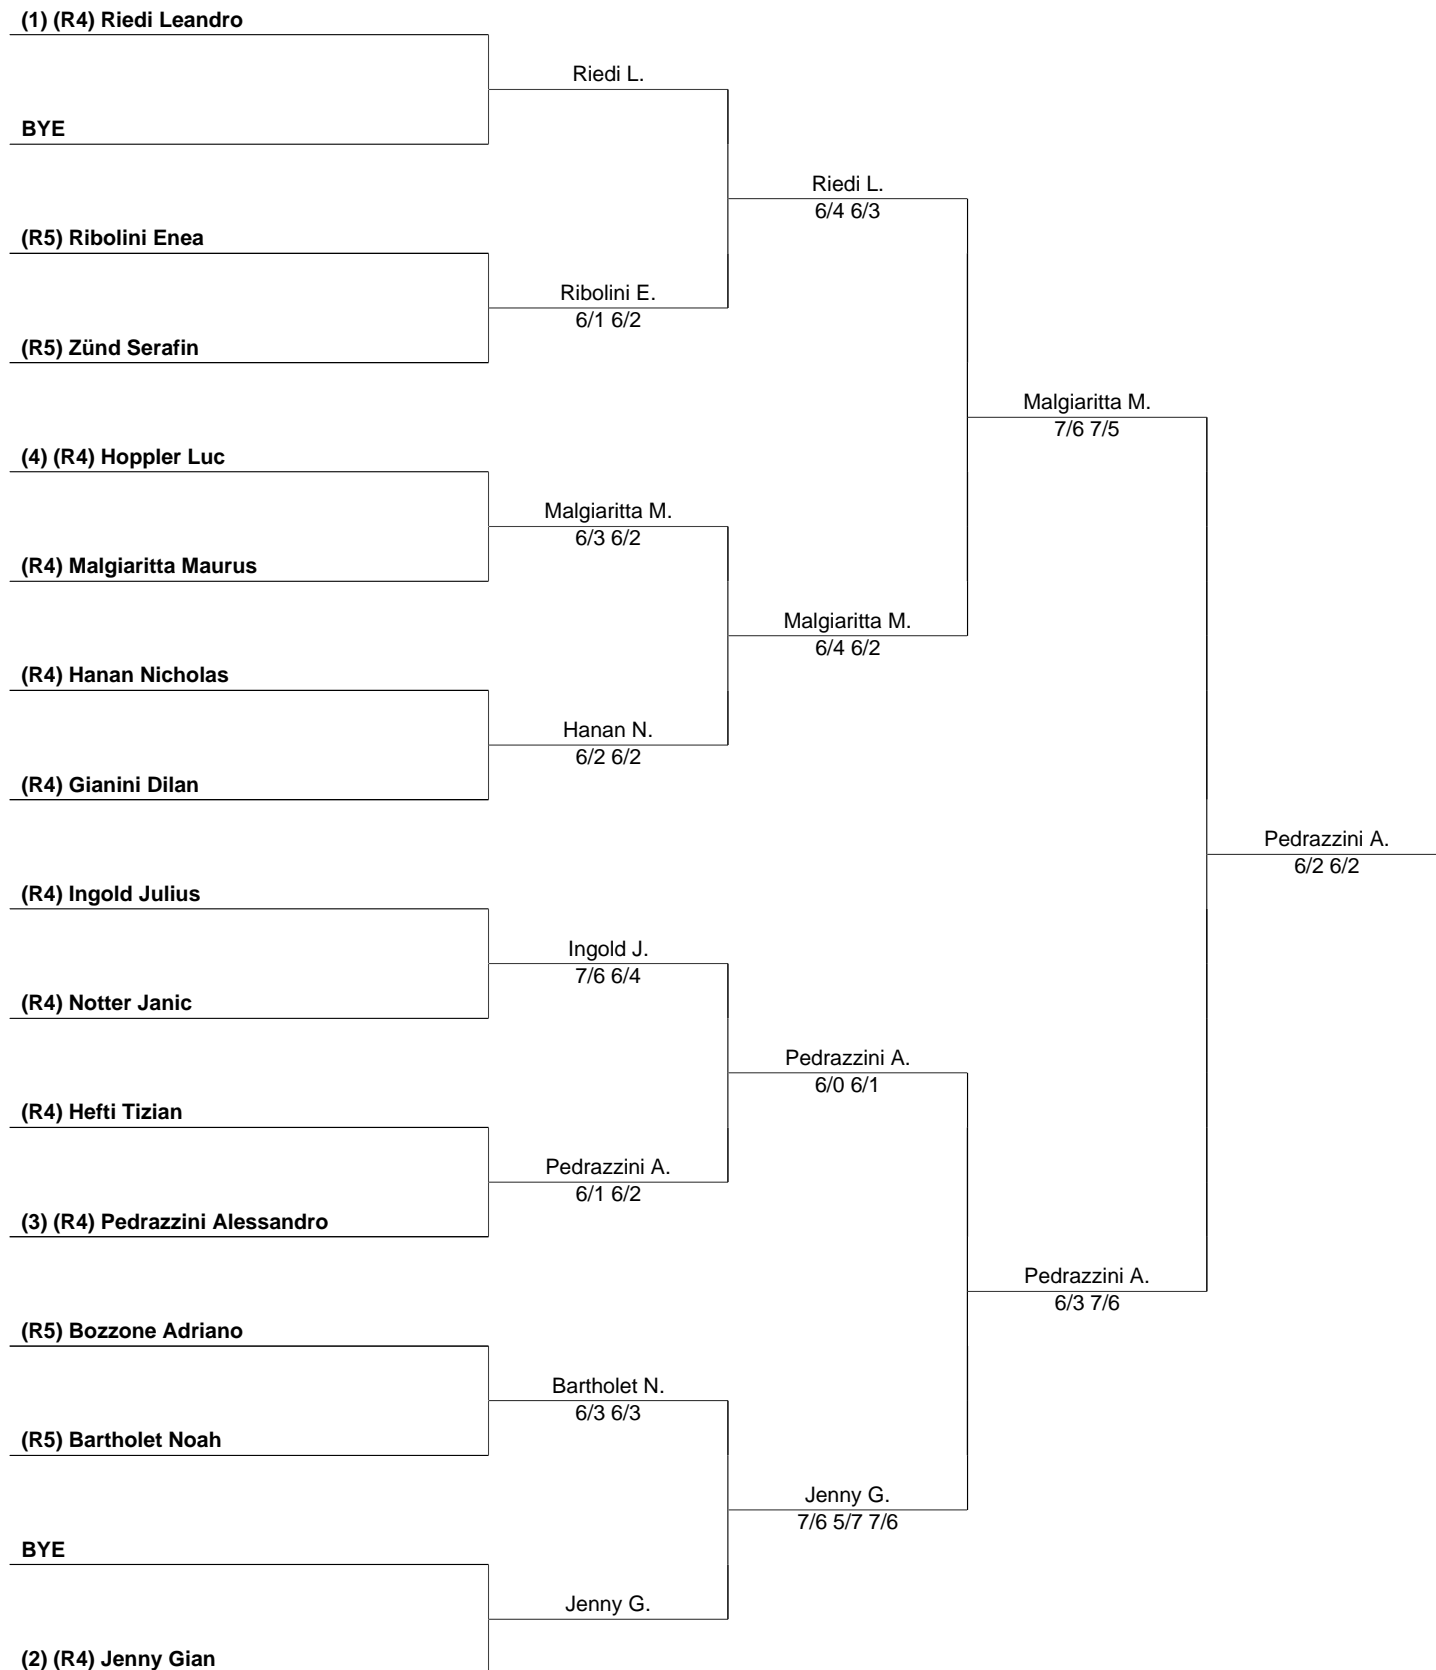 (1) (R4) Riedi Leandro
Riedi L.
BYE
Riedi L.
6/4 6/3
(R5) Ribolini Enea
Ribolini E.
6/1 6/2
(R5) Zünd Serafin
Malgiaritta M.
7/6 7/5
(4) (R4) Hoppler Luc
Malgiaritta M.
6/3 6/2
(R4) Malgiaritta Maurus
Malgiaritta M.
6/4 6/2
(R4) Hanan Nicholas
Hanan N.
6/2 6/2
(R4) Gianini Dilan
Pedrazzini A.
6/2 6/2
(R4) Ingold Julius
Ingold J.
7/6 6/4
(R4) Notter Janic
Pedrazzini A.
6/0 6/1
(R4) Hefti Tizian
Pedrazzini A.
6/1 6/2
(3) (R4) Pedrazzini Alessandro
Pedrazzini A.
6/3 7/6
(R5) Bozzone Adriano
Bartholet N.
6/3 6/3
(R5) Bartholet Noah
Jenny G.
7/6 5/7 7/6
BYE
Jenny G.
(2) (R4) Jenny Gian